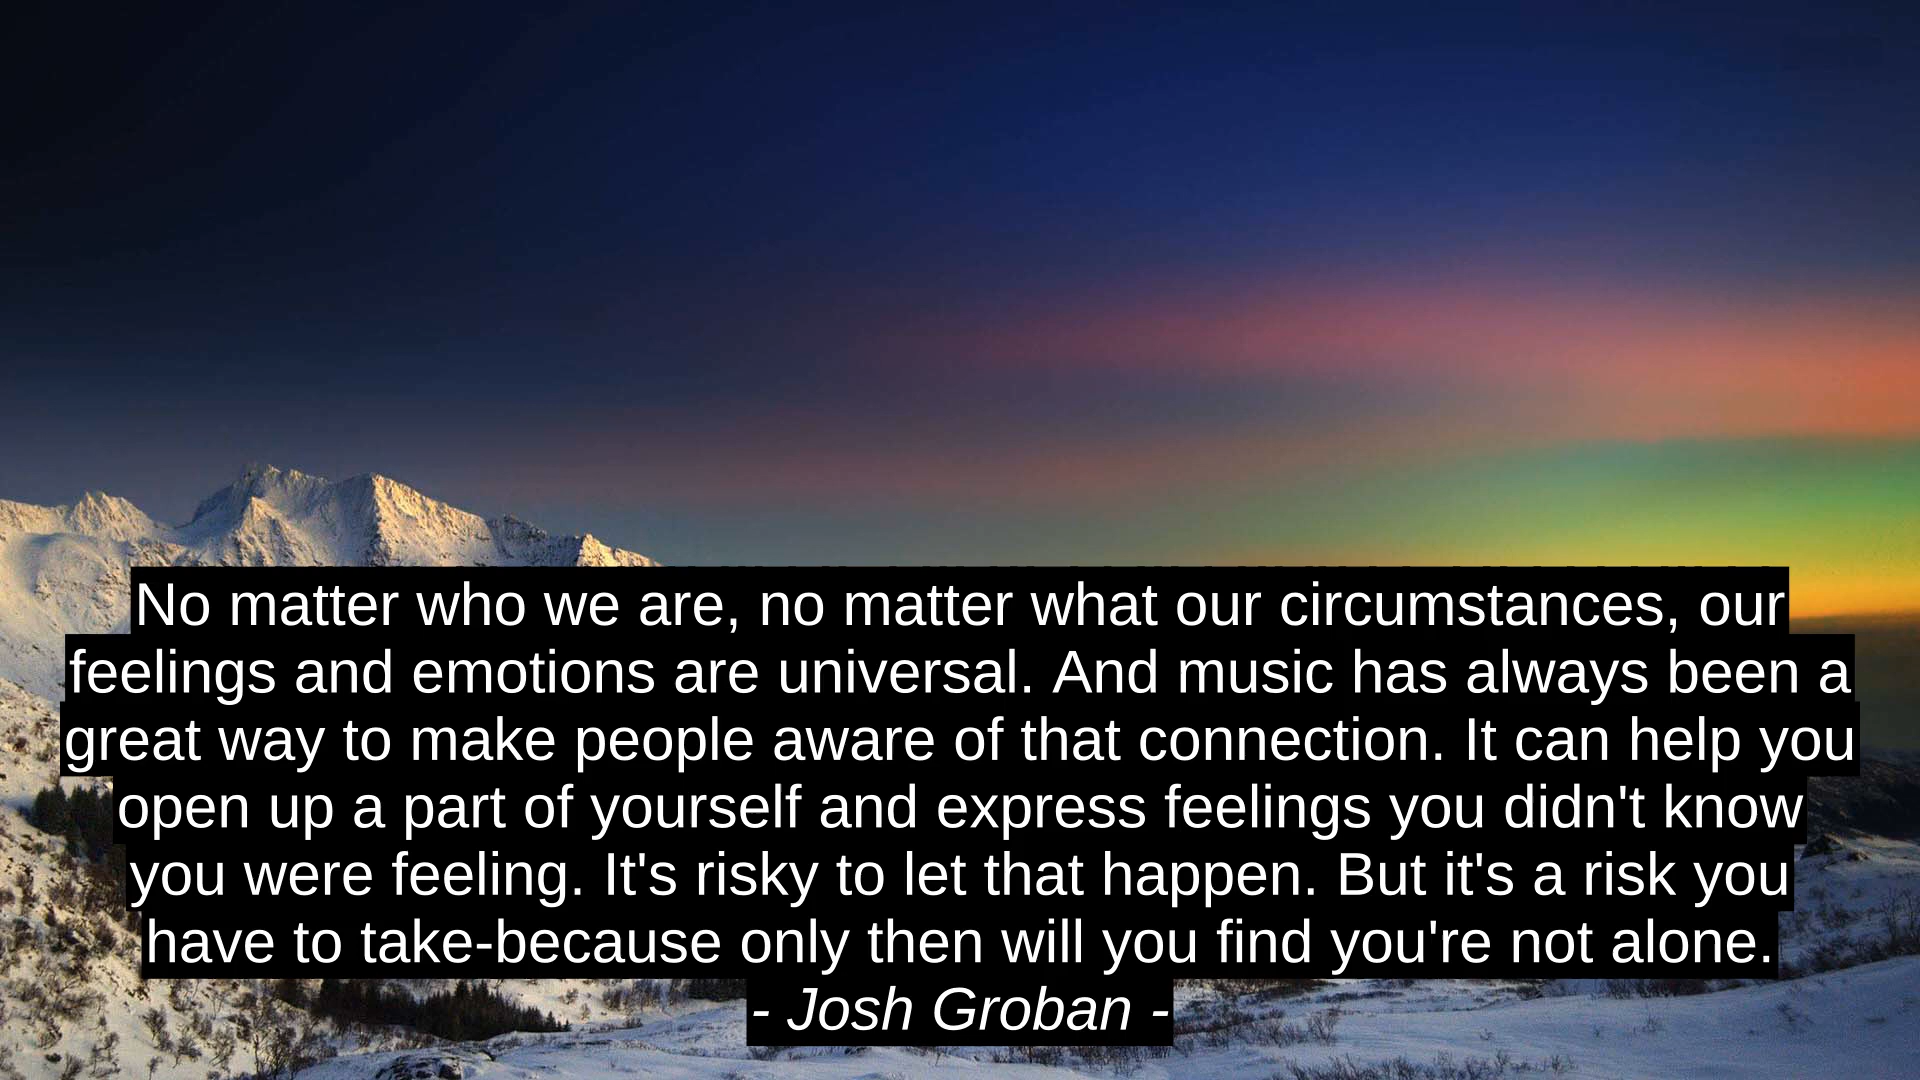 No matter who we are, no matter what our circumstances, our
feelings and emotions are universal. And music has always been a
great way to make people aware of that connection. It can help you
open up a part of yourself and express feelings you didn't know
you were feeling. It's risky to let that happen. But it's a risk you
have to take-because only then will you find you're not alone.
- Josh Groban -